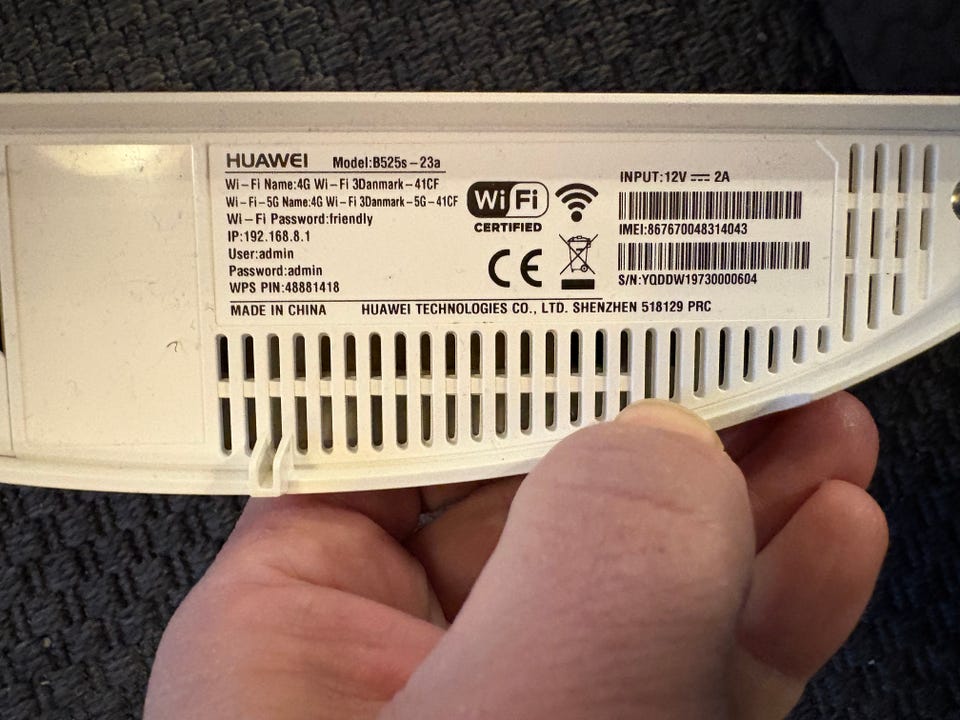 HUAWEI Model:B525s-23a
Wi-Fi Name:4G Wi-Fi 3Danmark-41CF
Wi-Fi-5G Name:4G Wi-Fi 3Danmark-5G-41CF
Wi-Fi Password:friendly
IP:192.168.8.1
User:admin
Password:admin
WPS PIN:48881418
Wi Fi
CERTIFIED
CE
INPUT:12V ⎓ 2A
IMEI:867670048314043
S/N:YQDDW19730000604
MADE IN CHINA HUAWEI TECHNOLOGIES CO., LTD. SHENZHEN 518129 PRC